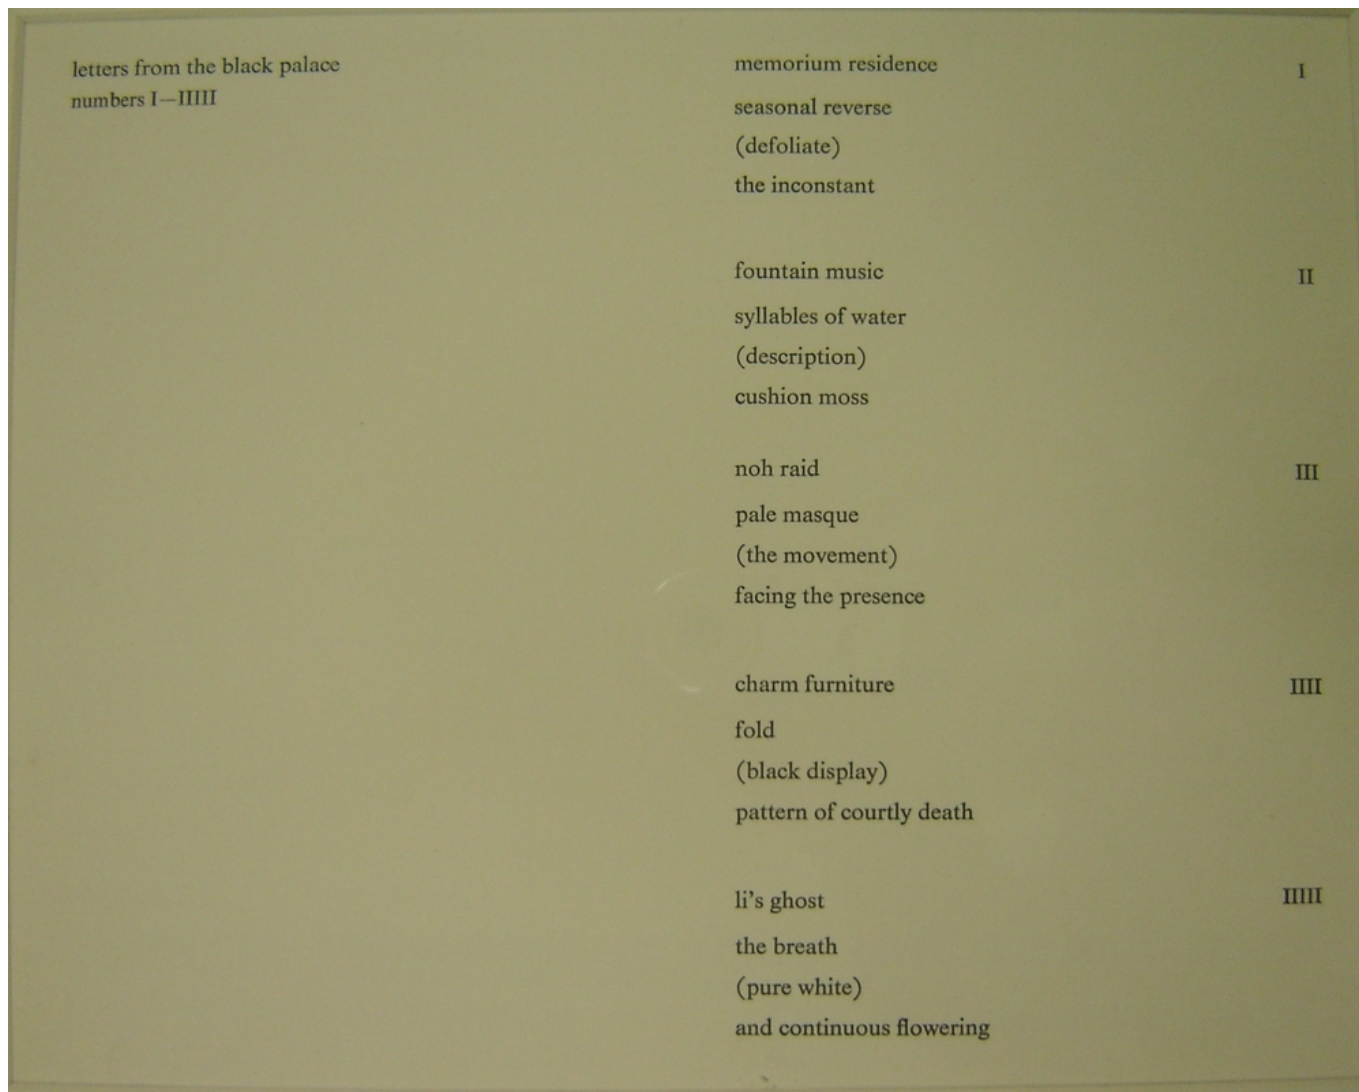 letters from the black palace
numbers I—IIIII
memorium residence I
seasonal reverse
(defoliate)
the inconstant
fountain music II
syllables of water
(description)
cushion moss
noh raid III
pale masque
(the movement)
facing the presence
charm furniture IIII
fold
(black display)
pattern of courtly death
li's ghost IIIII
the breath
(pure white)
and continuous flowering